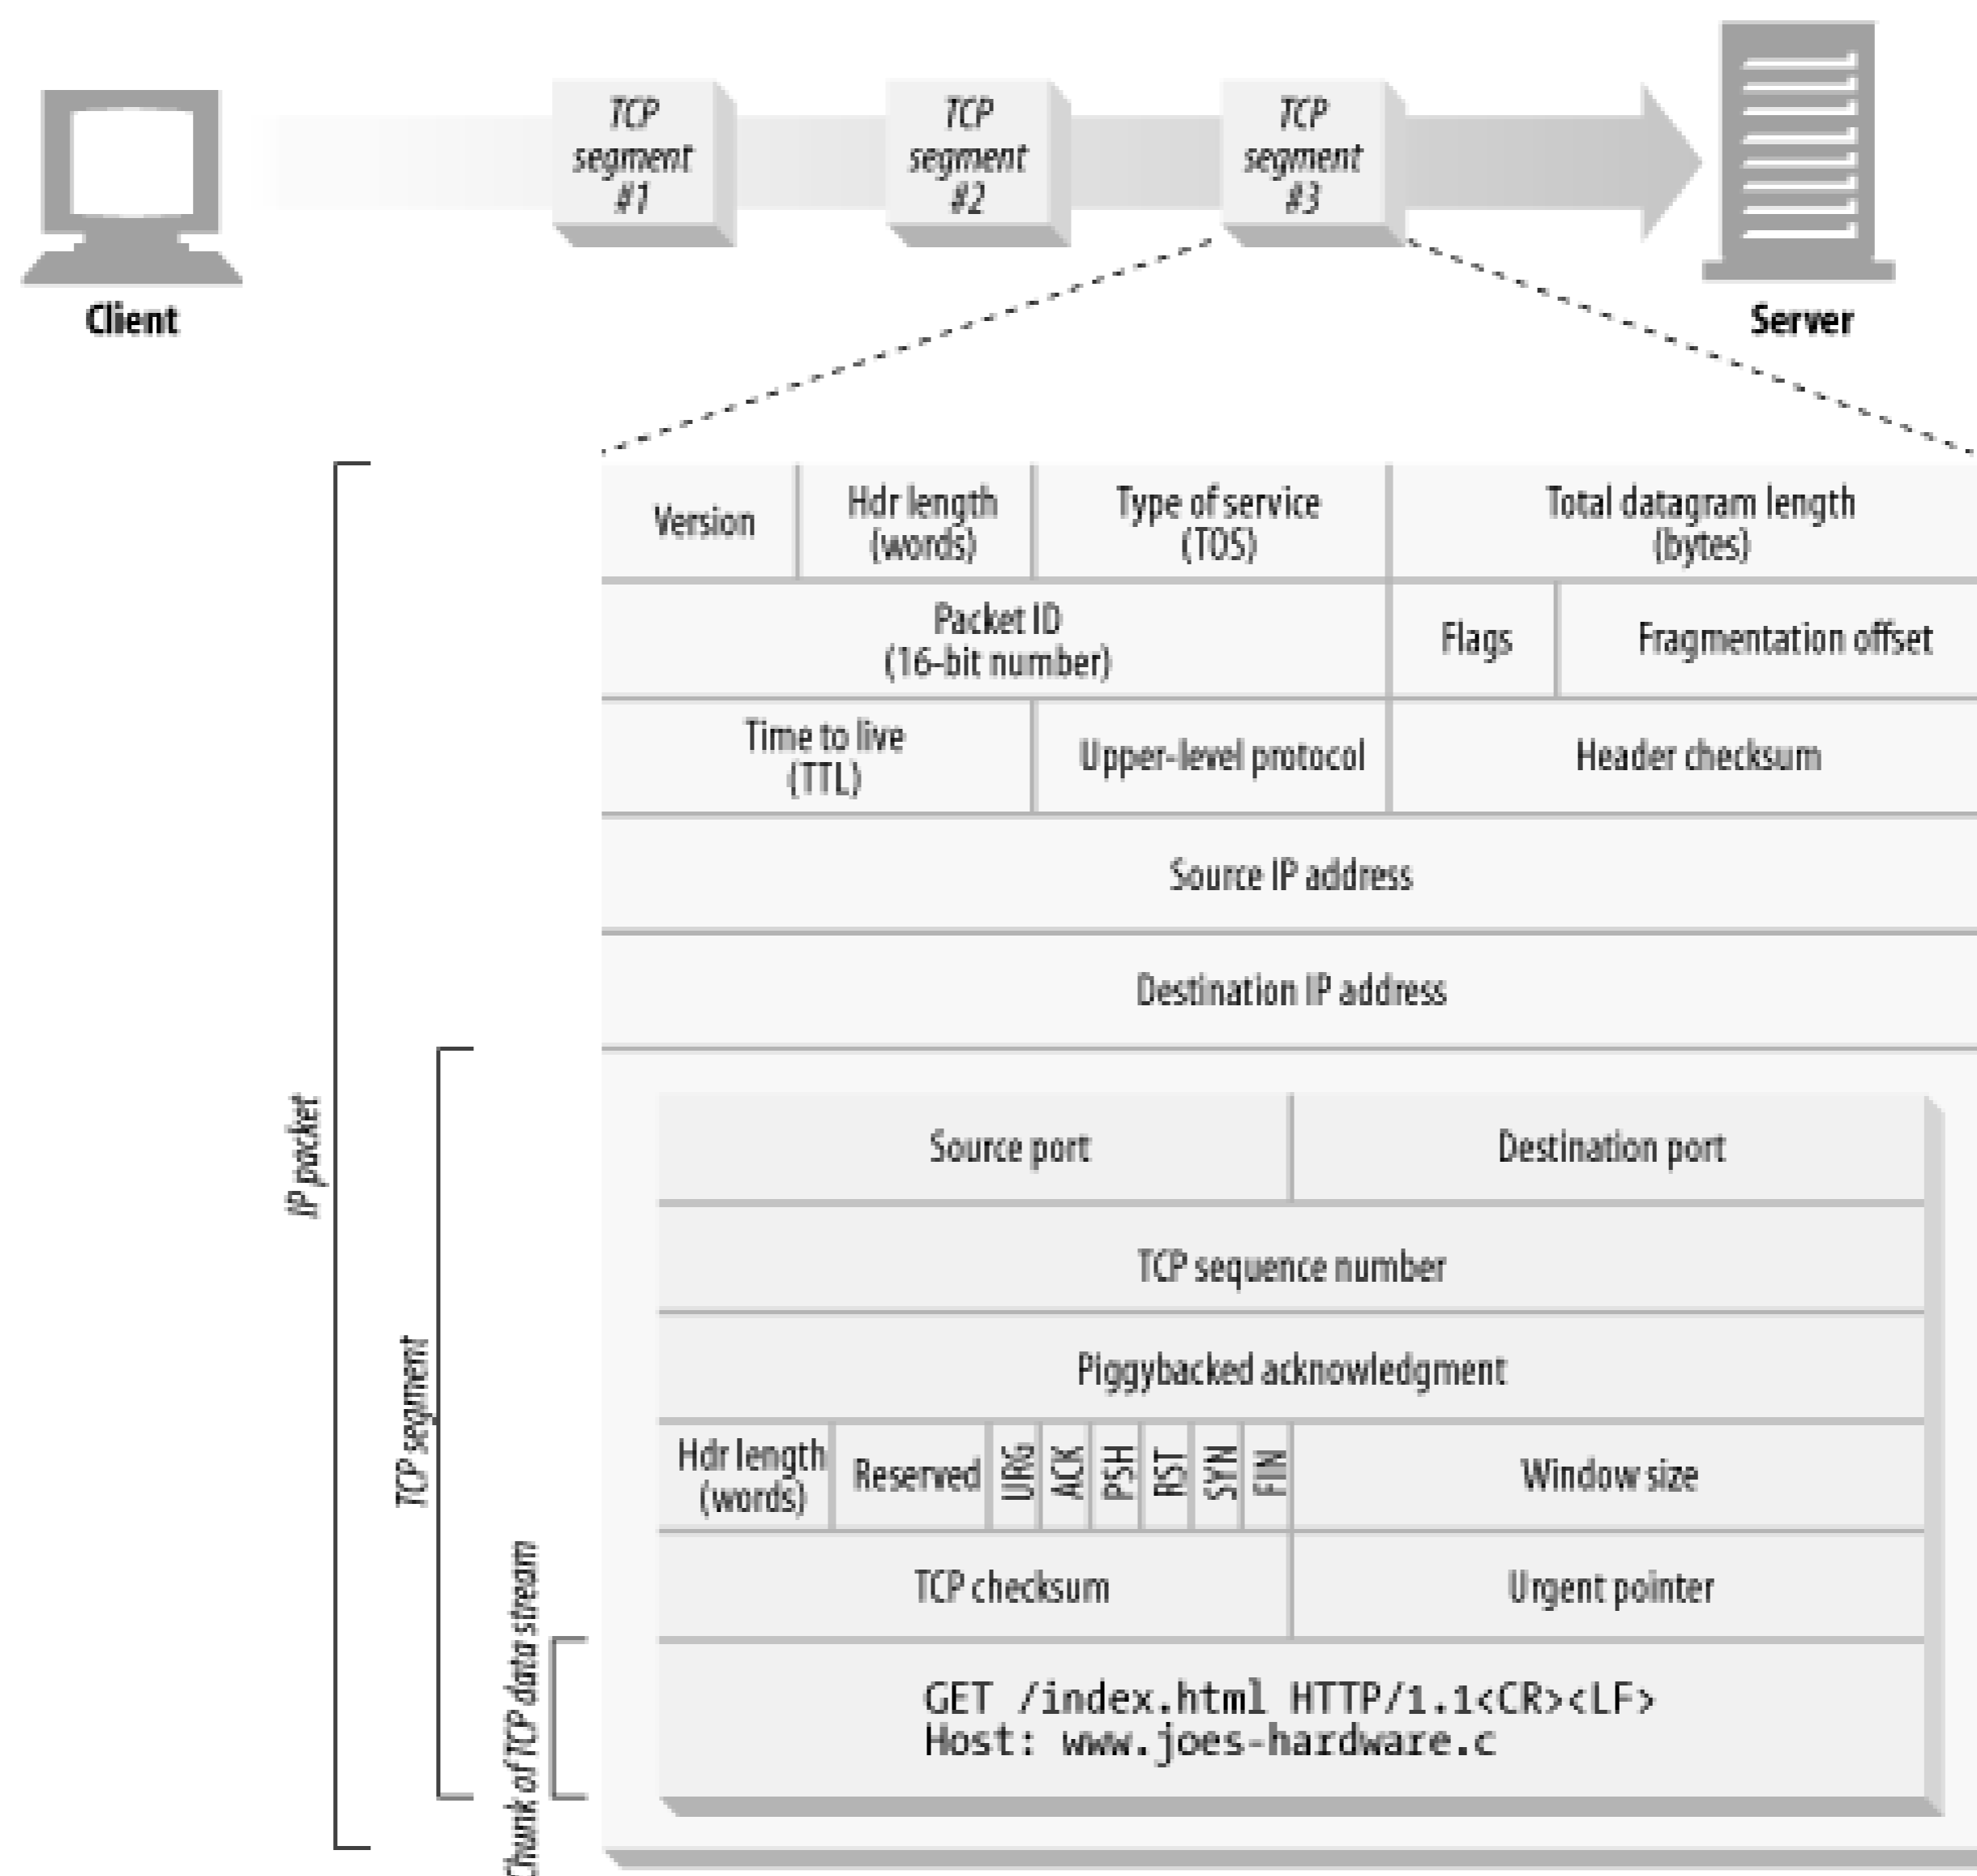 TCP
segment
#1
TCP
segment
#2
TCP
segment
#3
Client
Server
Version
Hdr length
(words)
Type of service
(TOS)
Total datagram length
(bytes)
Packet ID
(16-bit number)
Flags
Fragmentation offset
Time to live
(TTL)
Upper-level protocol
Header checksum
Source IP address
Destination IP address
IP packet
TCP segment
Chunk of TCP data stream
Source port
Destination port
TCP sequence number
Piggybacked acknowledgment
Hdr length
(words)
Reserved
URG
ACK
PSH
RST
SYN
FIN
Window size
TCP checksum
Urgent pointer
GET /index.html HTTP/1.1<CR><LF>
Host: www.joes-hardware.c